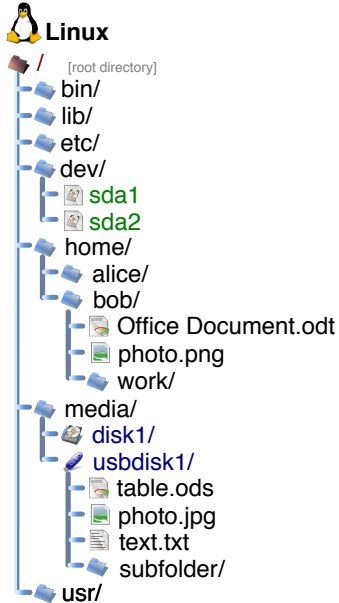 Linux
/ [root directory]
bin/
lib/
etc/
dev/
sda1
sda2
home/
alice/
bob/
Office Document.odt
photo.png
work/
media/
disk1/
usbdisk1/
table.ods
photo.jpg
text.txt
subfolder/
usr/